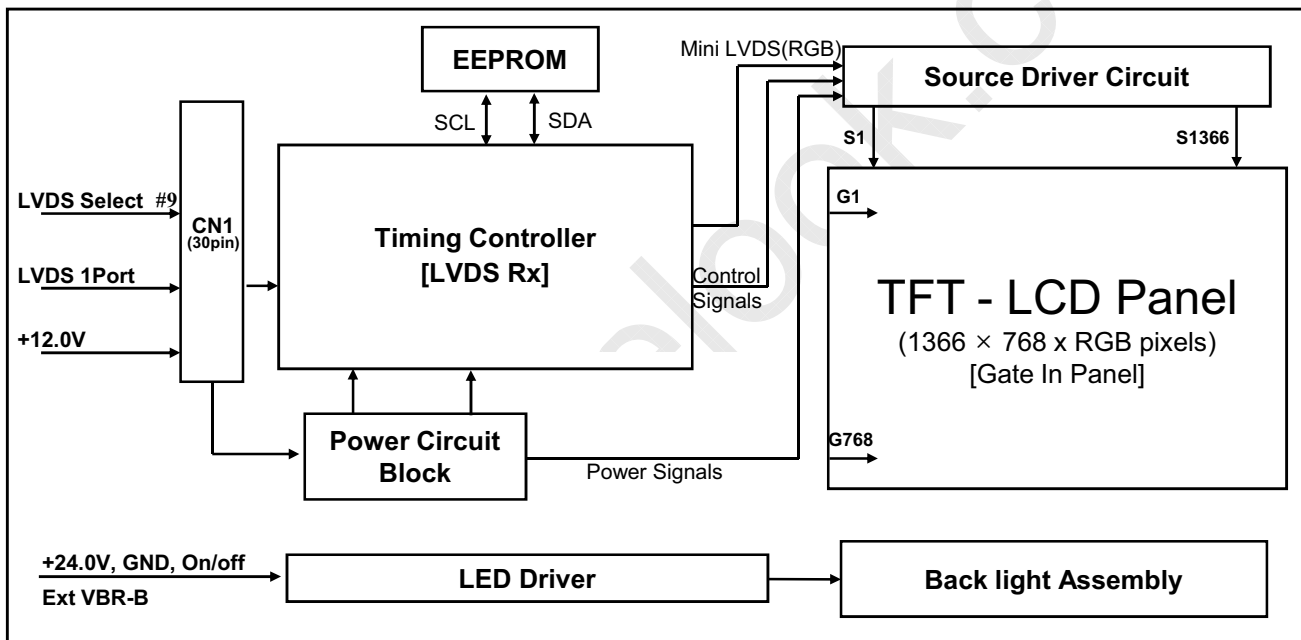 EEPROM
SCL
SDA
Mini LVDS(RGB)
Source Driver Circuit
S1
S1366
LVDS Select #9
LVDS 1Port
+12.0V
CN1
(30pin)
Timing Controller
[LVDS Rx]
Control
Signals
G1
TFT - LCD Panel
(1366 × 768 x RGB pixels)
[Gate In Panel]
G768
Power Circuit
Block
Power Signals
+24.0V, GND, On/off
Ext VBR-B
LED Driver
Back light Assembly